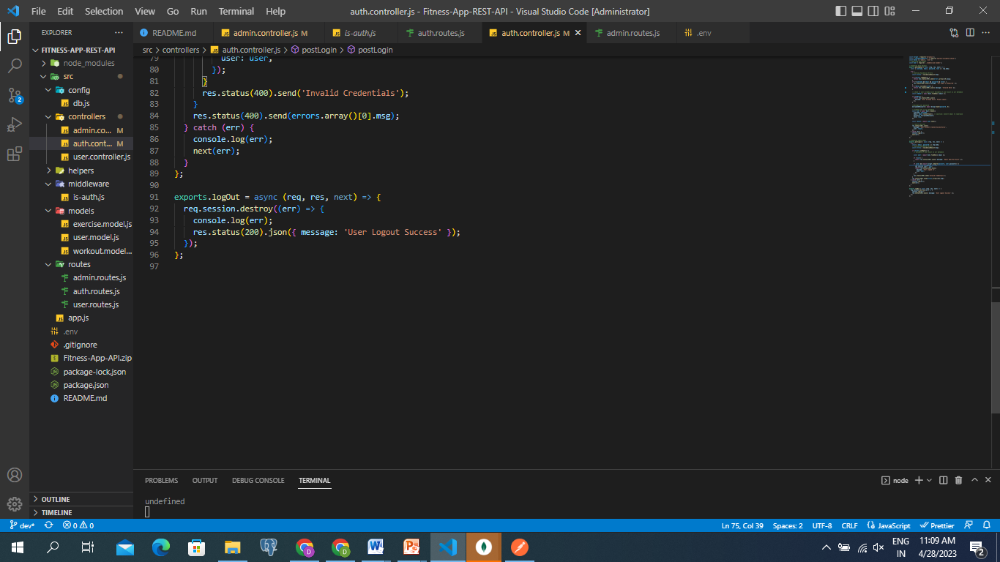 File Edit Selection View Go Run Terminal Help
auth.controller.js - Fitness-App-REST-API - Visual Studio Code [Administrator]
EXPLORER
README.md
admin.controller.js M
is-auth.js
auth.routes.js
auth.controller.js M
admin.routes.js
.env
src > controllers > auth.controller.js > postLogin > postLogin
FITNESS-APP-REST-API
node_modules
src
config
db.js
controllers
admin.co... M
auth.cont... M
user.controller.js
helpers
middleware
is-auth.js
models
exercise.model.js
user.model.js
workout.model...
routes
admin.routes.js
auth.routes.js
user.routes.js
app.js
.env
.gitignore
Fitness-App-API.zip
package-lock.json
package.json
README.md
OUTLINE
TIMELINE
79 user: user,
80 });
81 }
82 res.status(400).send('Invalid Credentials');
83 }
84 res.status(400).send(errors.array()[0].msg);
85 } catch (err) {
86 console.log(err);
87 next(err);
88 }
89 };
90
91 exports.logOut = async (req, res, next) => {
92 req.session.destroy((err) => {
93 console.log(err);
94 res.status(200).json({ message: 'User Logout Success' });
95 });
96 };
97
PROBLEMS OUTPUT DEBUG CONSOLE TERMINAL
node
undefined
dev* 0 0
Ln 75, Col 39 Spaces: 2 UTF-8 CRLF JavaScript Prettier
2
ENG
IN
11:09 AM
4/28/2023
2